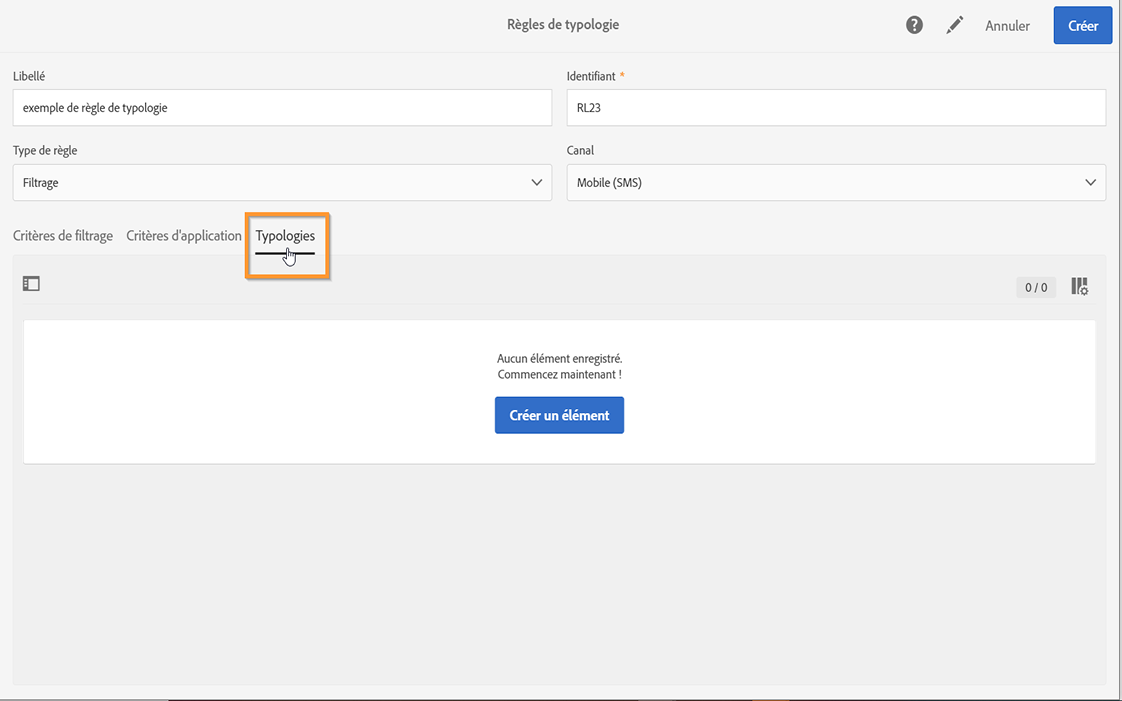 Règles de typologie
Annuler
Créer
Libellé
Identifiant *
exemple de règle de typologie
RL23
Type de règle
Canal
Filtrage
Mobile (SMS)
Critères de filtrage
Critères d'application
Typologies
0 / 0
Aucun élément enregistré.
Commencez maintenant !
Créer un élément